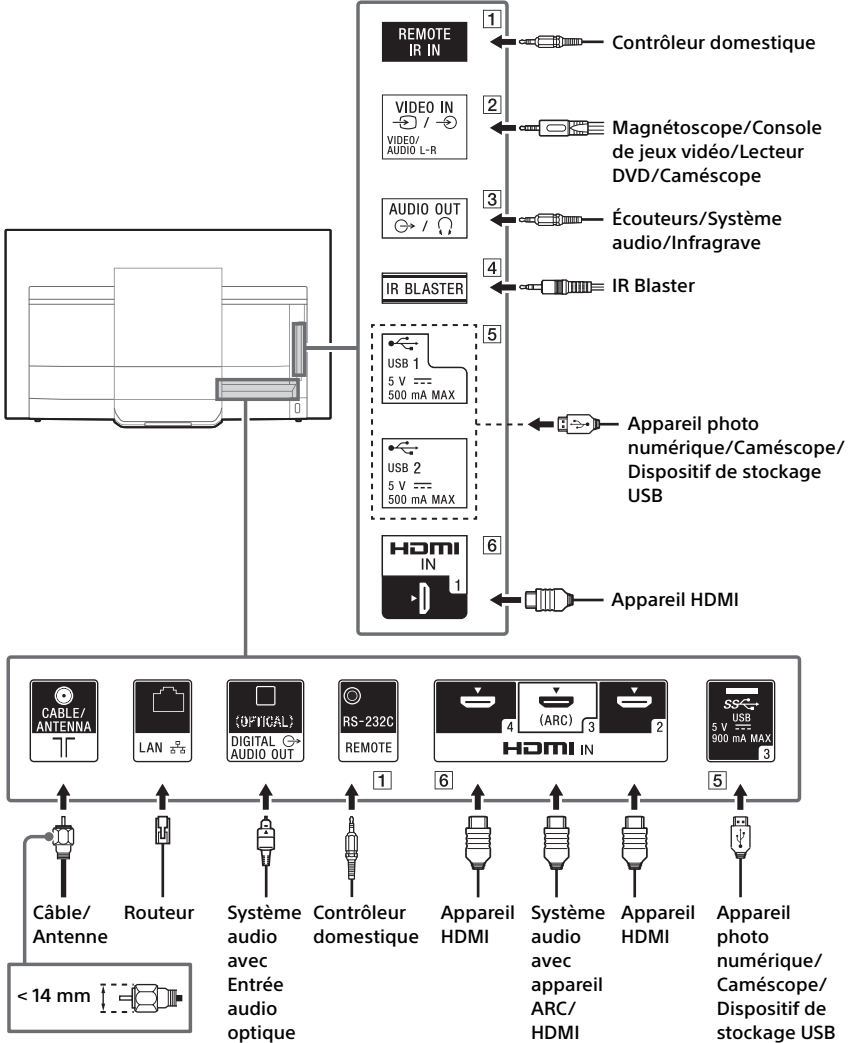 1
REMOTE
IR IN
Contrôleur domestique
2
VIDEO IN
/
VIDEO/
AUDIO L-R
Magnétoscope/Console
de jeux vidéo/Lecteur
DVD/Caméscope
3
AUDIO OUT
/
Écouteurs/Système
audio/Infragrave
4
IR BLASTER
IR Blaster
5
USB 1
5 V
500 mA MAX
USB 2
5 V
500 mA MAX
Appareil photo
numérique/Caméscope/
Dispositif de stockage
USB
6
HDMI
IN
1
Appareil HDMI
CABLE/
ANTENNA
LAN
(OPTICAL)
DIGITAL
AUDIO OUT
RS-232C
REMOTE
1
4
(ARC)
3
2
HDMI IN
6
SS
USB
5 V
900 mA MAX
3
5
Câble/
Antenne
Routeur
Système
audio
avec
Entrée
audio
optique
Contrôleur
domestique
Appareil
HDMI
Système
audio
avec
appareil
ARC/
HDMI
Appareil
HDMI
Appareil
photo
numérique/
Caméscope/
Dispositif de
stockage USB
< 14 mm